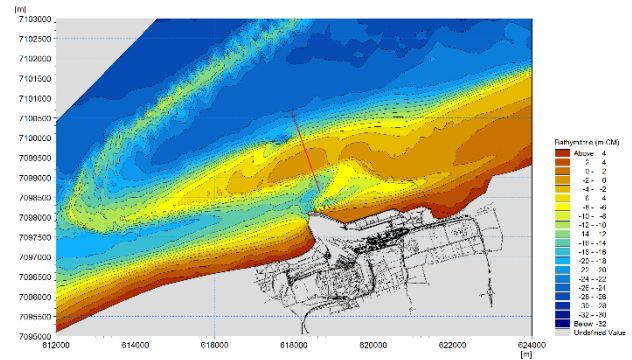 [m]
7103000
7102500
7102000
7101500
7101000
7100500
7100000
7099500
7099000
7098500
7098000
7097500
7097000
7096500
7096000
7095500
7095000
612000 614000 616000 618000 620000 622000 624000
[m]
Bathymétrie (m CM)
Above 4
2 - 4
0 - 2
-2 - 0
-4 - -2
-6 - -4
-8 - -6
-10 - -8
-12 - -10
-14 - -12
-16 - -14
-18 - -16
-20 - -18
-22 - -20
-24 - -22
-26 - -24
-28 - -26
-30 - -28
-32 - -30
Below -32
Undefined Value